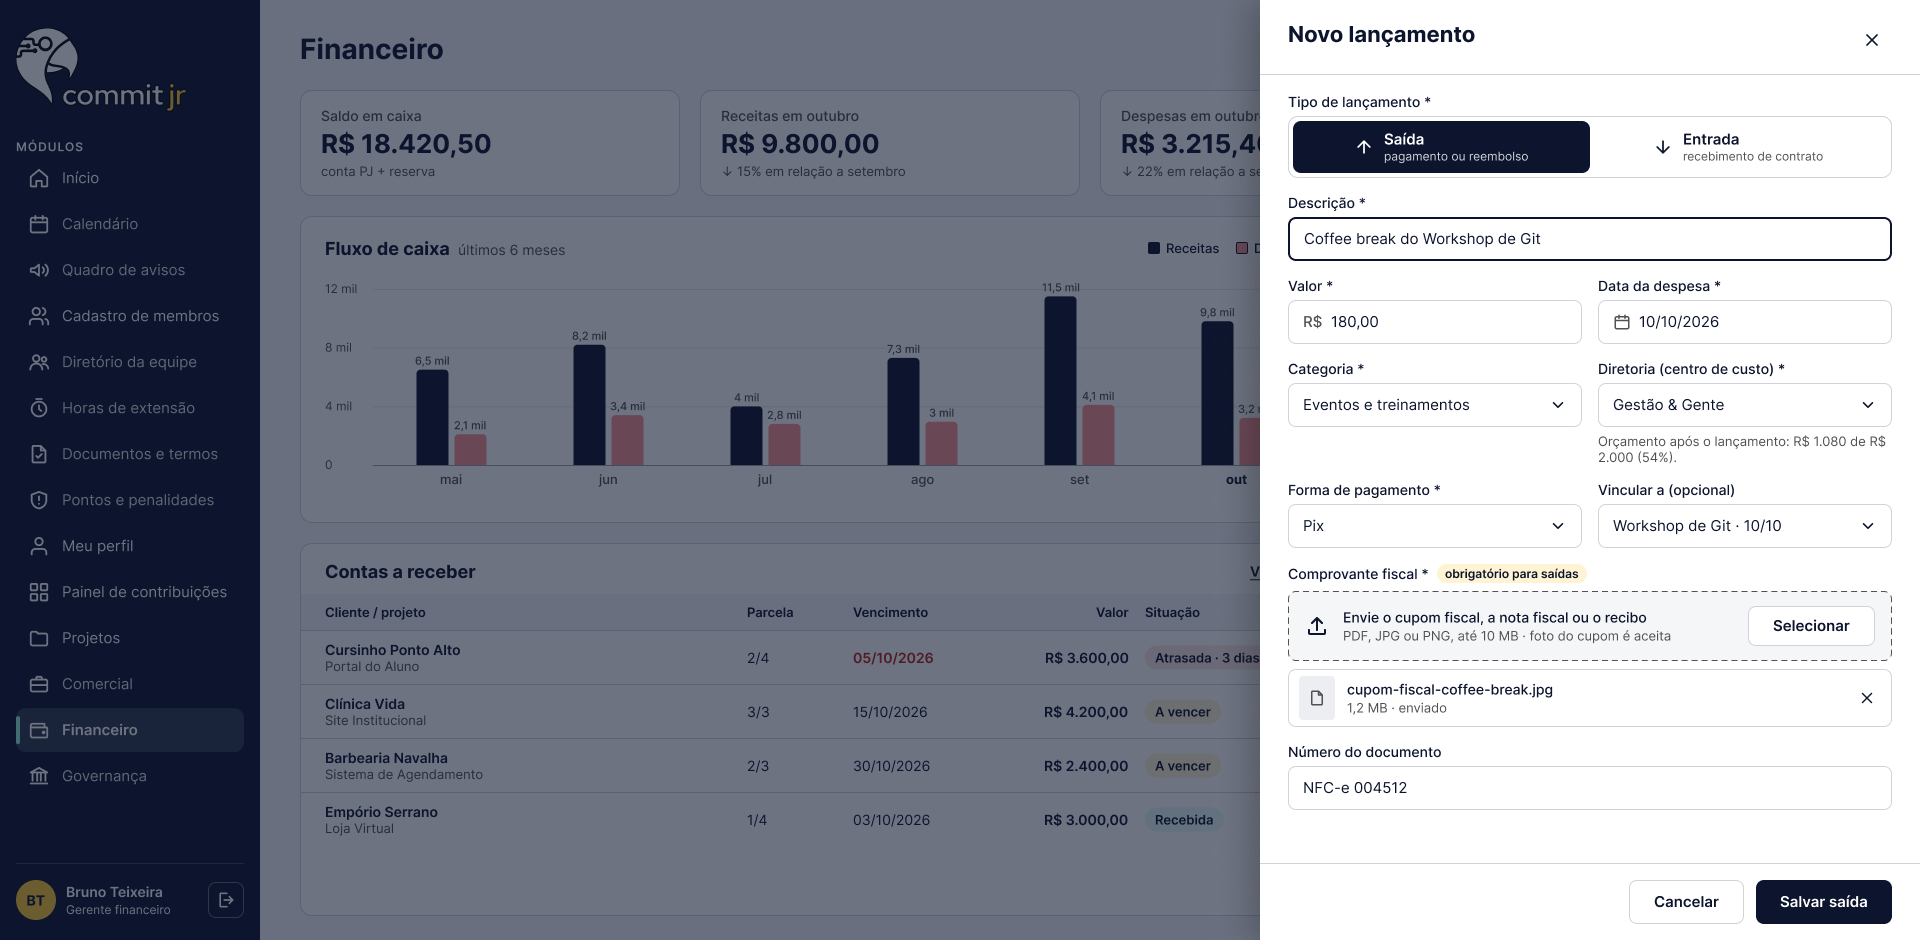 commit jr
MÓDULOS
Início
Calendário
Quadro de avisos
Cadastro de membros
Diretório da equipe
Horas de extensão
Documentos e termos
Pontos e penalidades
Meu perfil
Painel de contribuições
Projetos
Comercial
Financeiro
Governança
BT
Bruno Teixeira
Gerente financeiro
Financeiro
Saldo em caixa
R$ 18.420,50
conta PJ + reserva
Receitas em outubro
R$ 9.800,00
↓ 15% em relação a setembro
Despesas em outubr
R$ 3.215,4
↓ 22% em relação a se
Fluxo de caixa últimos 6 meses
Receitas
D
12 mil
8 mil
4 mil
0
6,5 mil
2,1 mil
8,2 mil
3,4 mil
4 mil
2,8 mil
7,3 mil
3 mil
11,5 mil
4,1 mil
9,8 mil
3,2
mai
jun
jul
ago
set
out
Contas a receber
V
Cliente / projeto Parcela Vencimento Valor Situação
Cursinho Ponto Alto
Portal do Aluno
2/4 05/10/2026 R$ 3.600,00 Atrasada · 3 dias
Clínica Vida
Site Institucional
3/3 15/10/2026 R$ 4.200,00 A vencer
Barbearia Navalha
Sistema de Agendamento
2/3 30/10/2026 R$ 2.400,00 A vencer
Empório Serrano
Loja Virtual
1/4 03/10/2026 R$ 3.000,00 Recebida
Novo lançamento
Tipo de lançamento *
Saída
pagamento ou reembolso
Entrada
recebimento de contrato
Descrição *
Coffee break do Workshop de Git
Valor *
R$ 180,00
Data da despesa *
10/10/2026
Categoria *
Eventos e treinamentos
Diretoria (centro de custo) *
Gestão & Gente
Orçamento após o lançamento: R$ 1.080 de R$
2.000 (54%).
Forma de pagamento *
Pix
Vincular a (opcional)
Workshop de Git · 10/10
Comprovante fiscal * obrigatório para saídas
Envie o cupom fiscal, a nota fiscal ou o recibo
PDF, JPG ou PNG, até 10 MB · foto do cupom é aceita
Selecionar
cupom-fiscal-coffee-break.jpg
1,2 MB · enviado
Número do documento
NFC-e 004512
Cancelar
Salvar saída